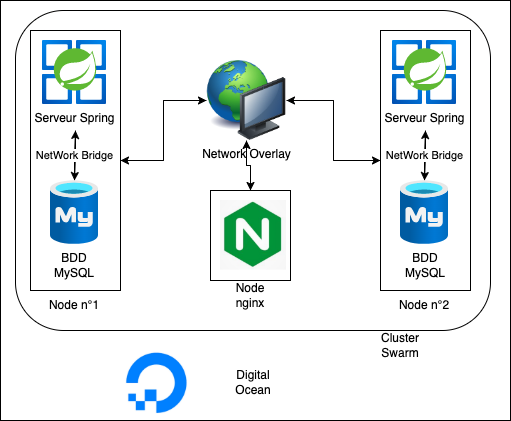 Serveur Spring
NetWork Bridge
My
BDD
MySQL
Node n°1
Network Overlay
N
Node
nginx
Serveur Spring
NetWork Bridge
My
BDD
MySQL
Node n°2
Cluster
Swarm
Digital
Ocean